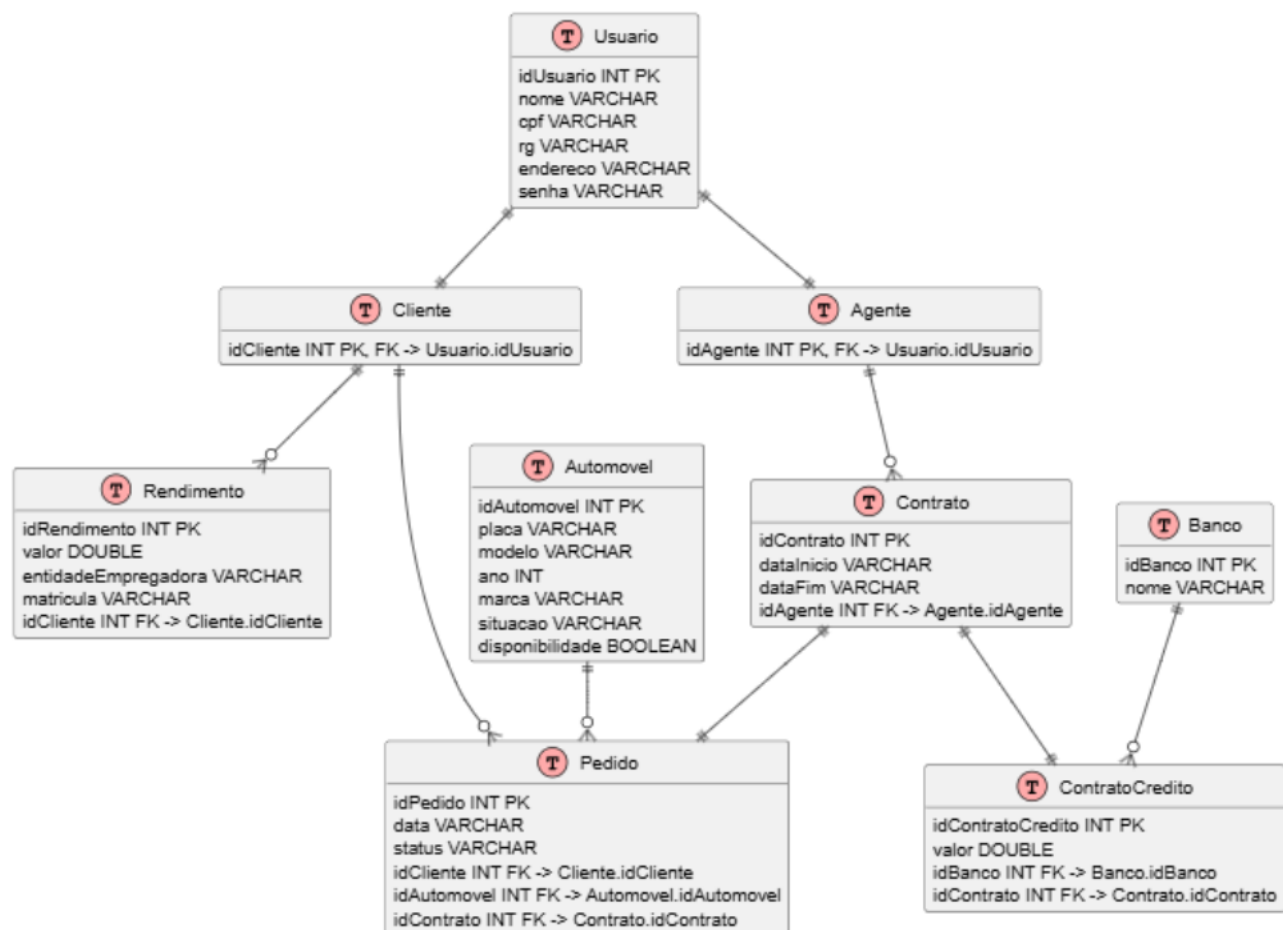 T Usuario
idUsuario INT PK
nome VARCHAR
cpf VARCHAR
rg VARCHAR
endereco VARCHAR
senha VARCHAR
T Cliente
idCliente INT PK, FK -> Usuario.idUsuario
T Agente
idAgente INT PK, FK -> Usuario.idUsuario
T Rendimento
idRendimento INT PK
valor DOUBLE
entidadeEmpregadora VARCHAR
matricula VARCHAR
idCliente INT FK -> Cliente.idCliente
T Automovel
idAutomovel INT PK
placa VARCHAR
modelo VARCHAR
ano INT
marca VARCHAR
situacao VARCHAR
disponibilidade BOOLEAN
T Contrato
idContrato INT PK
dataInicio VARCHAR
dataFim VARCHAR
idAgente INT FK -> Agente.idAgente
T Banco
idBanco INT PK
nome VARCHAR
T Pedido
idPedido INT PK
data VARCHAR
status VARCHAR
idCliente INT FK -> Cliente.idCliente
idAutomovel INT FK -> Automovel.idAutomovel
idContrato INT FK -> Contrato.idContrato
T ContratoCredito
idContratoCredito INT PK
valor DOUBLE
idBanco INT FK -> Banco.idBanco
idContrato INT FK -> Contrato.idContrato